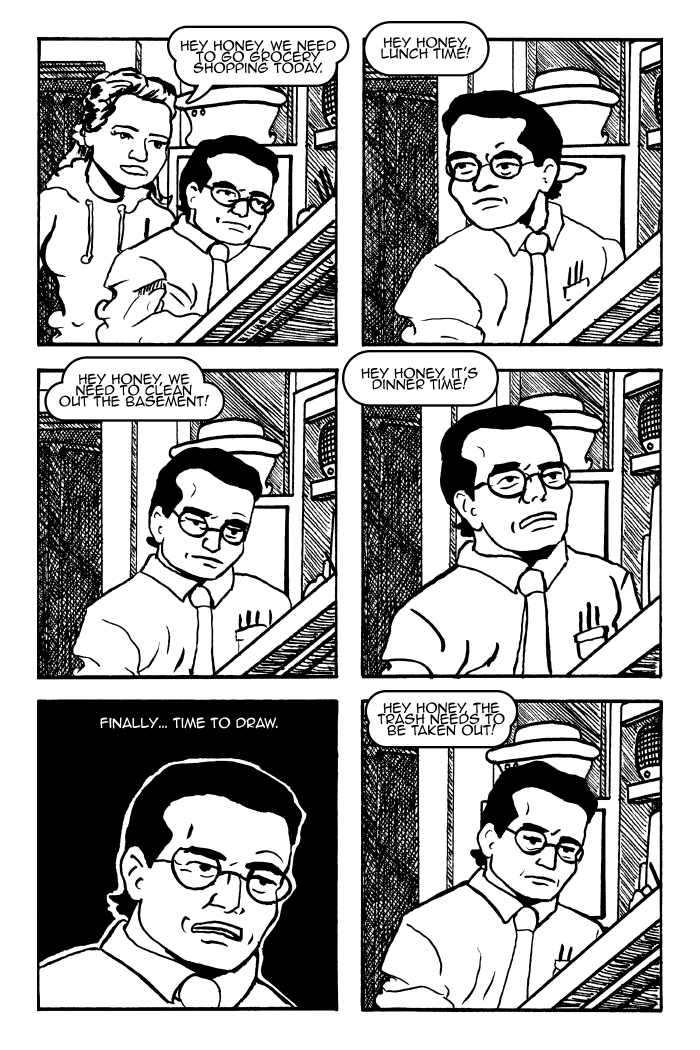 HEY HONEY, WE NEED
TO GO GROCERY
SHOPPING TODAY.
HEY HONEY,
LUNCH TIME!
HEY HONEY, WE
NEED TO CLEAN
OUT THE BASEMENT!
HEY HONEY, IT'S
DINNER TIME!
FINALLY... TIME TO DRAW.
HEY HONEY, THE
TRASH NEEDS TO
BE TAKEN OUT!